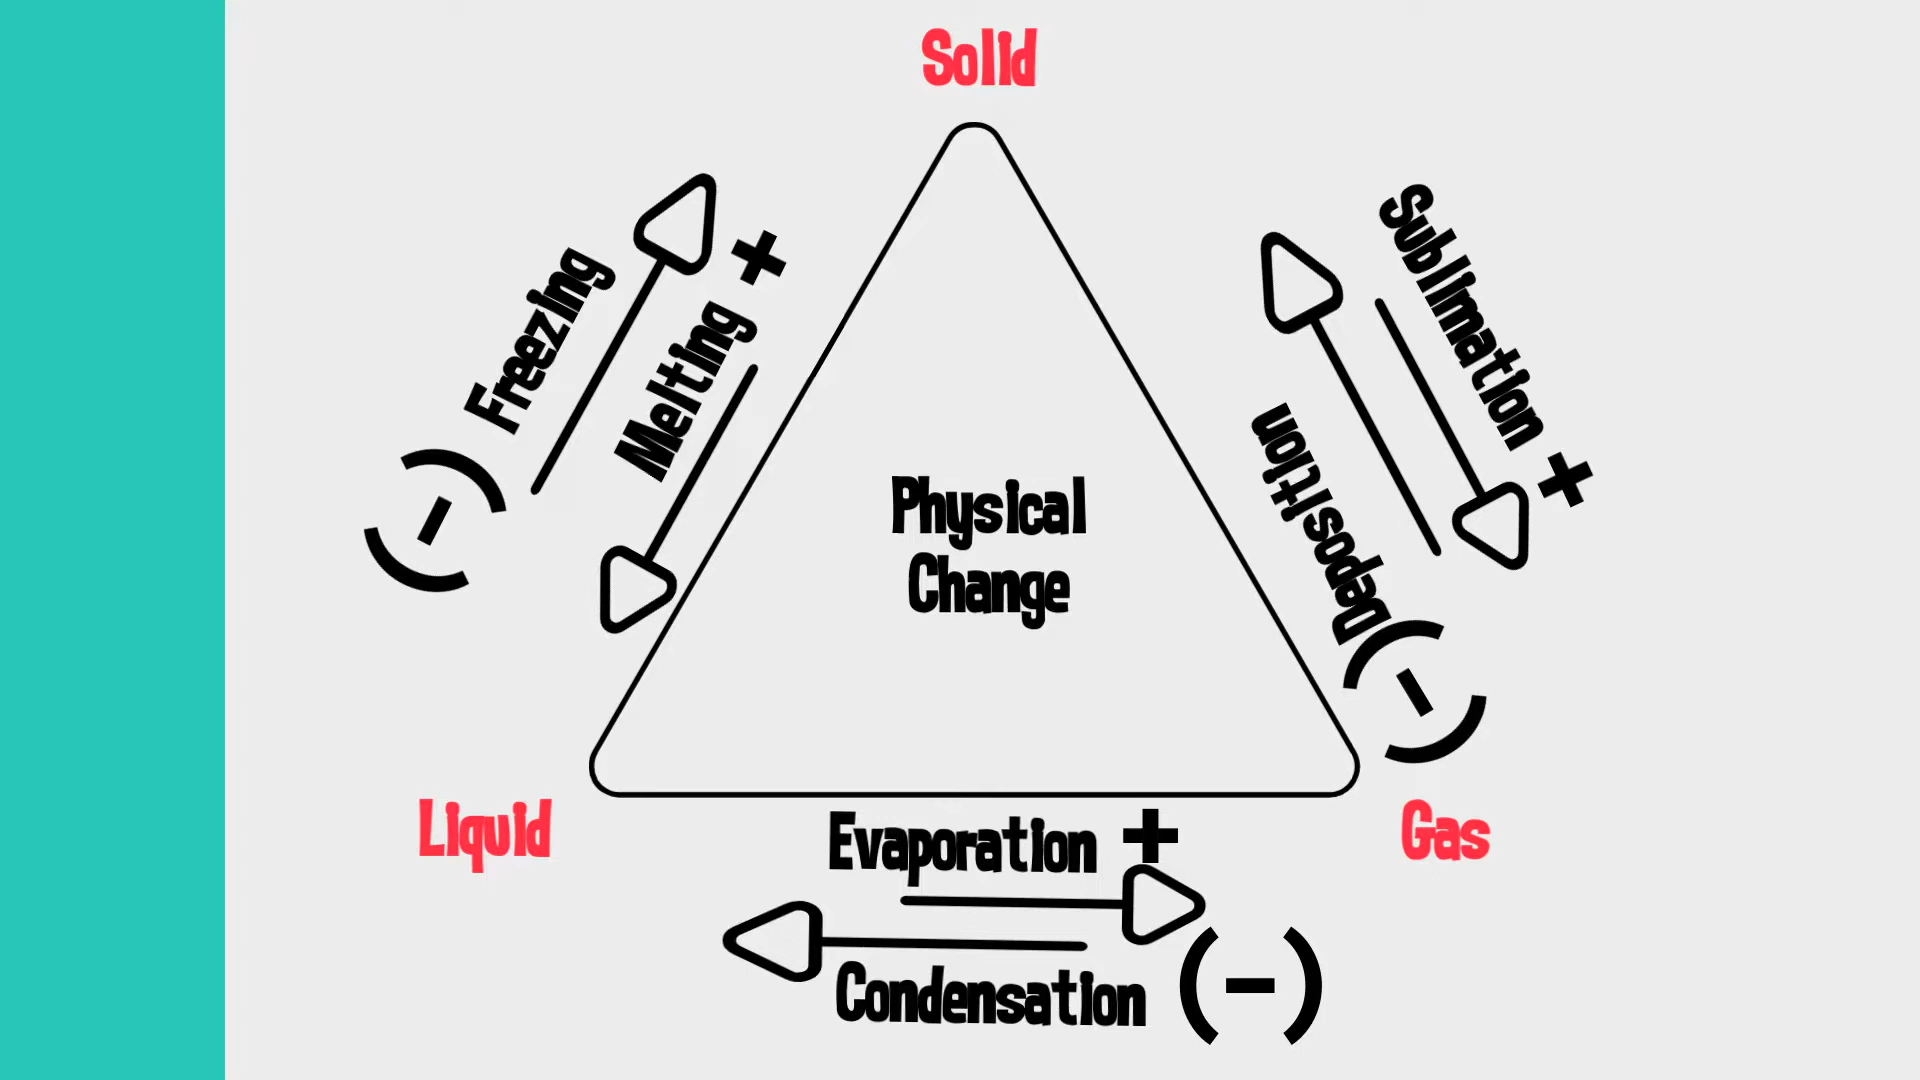 Solid
Freezing
(-)
Melting +
Sublimation +
Deposition
(-)
Physical
Change
Liquid
Gas
Evaporation +
Condensation (-)